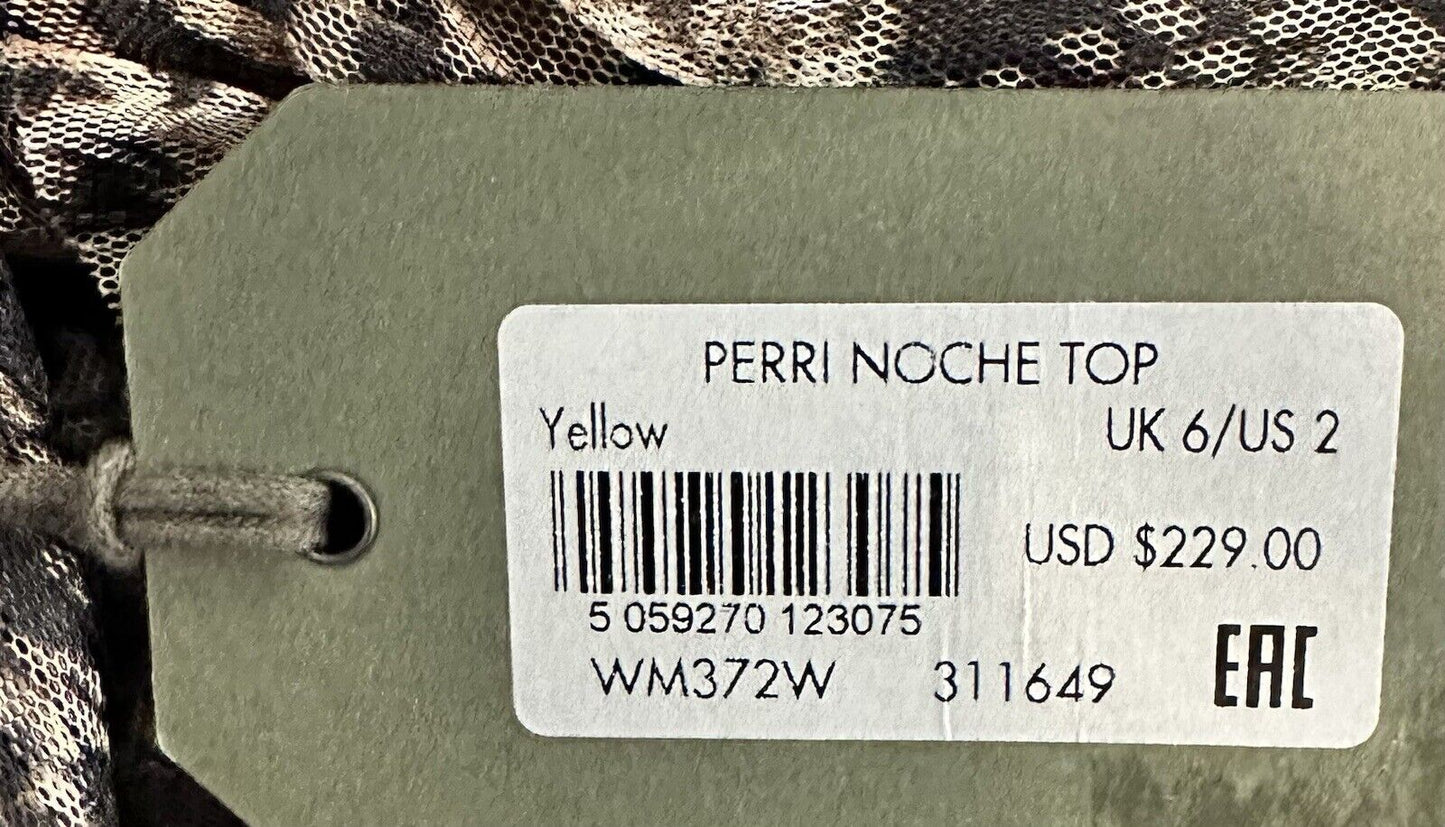 PERRI NOCHE TOP
Yellow UK 6/US 2
USD $229.00
5 059270 123075
WM372W 311649 EAC